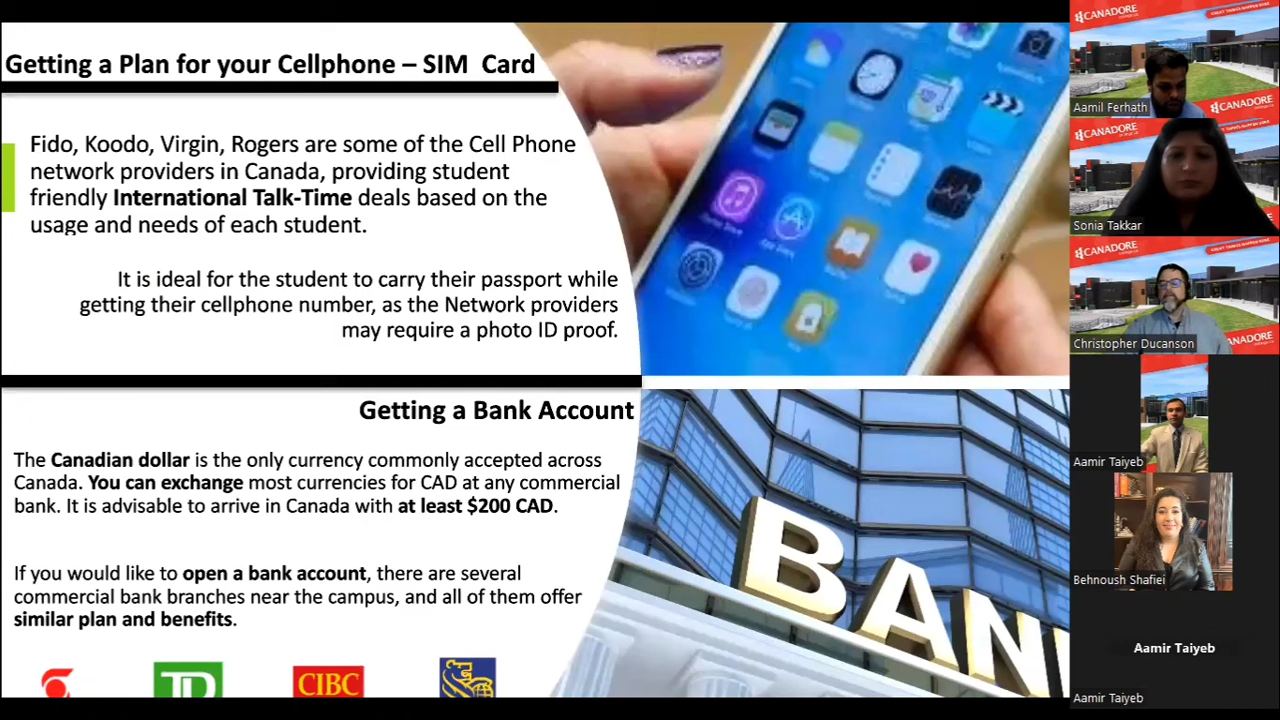 Getting a Plan for your Cellphone – SIM Card
Fido, Koodo, Virgin, Rogers are some of the Cell Phone
network providers in Canada, providing student
friendly International Talk-Time deals based on the
usage and needs of each student.
It is ideal for the student to carry their passport while
getting their cellphone number, as the Network providers
may require a photo ID proof.
Getting a Bank Account
The Canadian dollar is the only currency commonly accepted across
Canada. You can exchange most currencies for CAD at any commercial
bank. It is advisable to arrive in Canada with at least $200 CAD.
If you would like to open a bank account, there are several
commercial bank branches near the campus, and all of them offer
similar plan and benefits.
TD
CIBC
BAN
CANADORE
CANADORE
Aamil Ferhath
CANADORE
Sonia Takkar
CANADORE
CANADORE
Christopher Ducanson
Aamir Taiyeb
Behnoush Shafiei
Aamir Taiyeb
Aamir Taiyeb